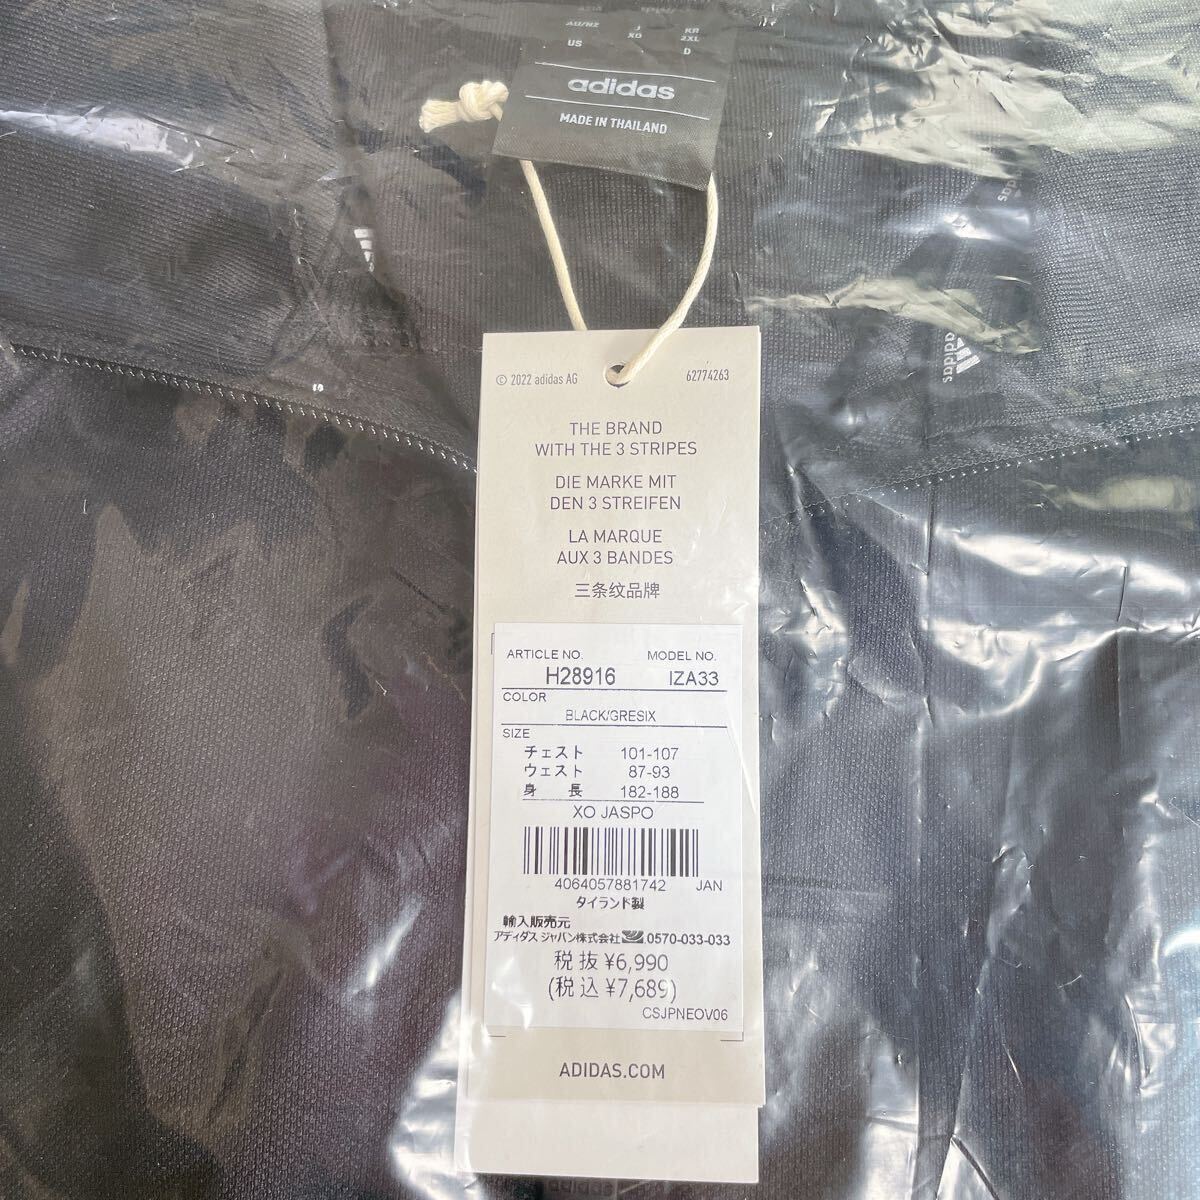 AU/NZ J KR
XO 2XL
US D
adidas
MADE IN THAILAND
adidas
© 2022 adidas AG 62774263
THE BRAND
WITH THE 3 STRIPES
DIE MARKE MIT
DEN 3 STREIFEN
LA MARQUE
AUX 3 BANDES
三条纹品牌
ARTICLE NO. MODEL NO.
H28916 IZA33
COLOR
BLACK/GRESIX
SIZE
チェスト 101-107
ウェスト 87-93
身 長 182-188
XO JASPO
4064057881742 JAN
タイランド製
輸入販売元
アディダス ジャパン株式会社 0570-033-033
税抜 ¥6,990
(税込 ¥7,689)
CSJPNEOV06
ADIDAS.COM
adidas